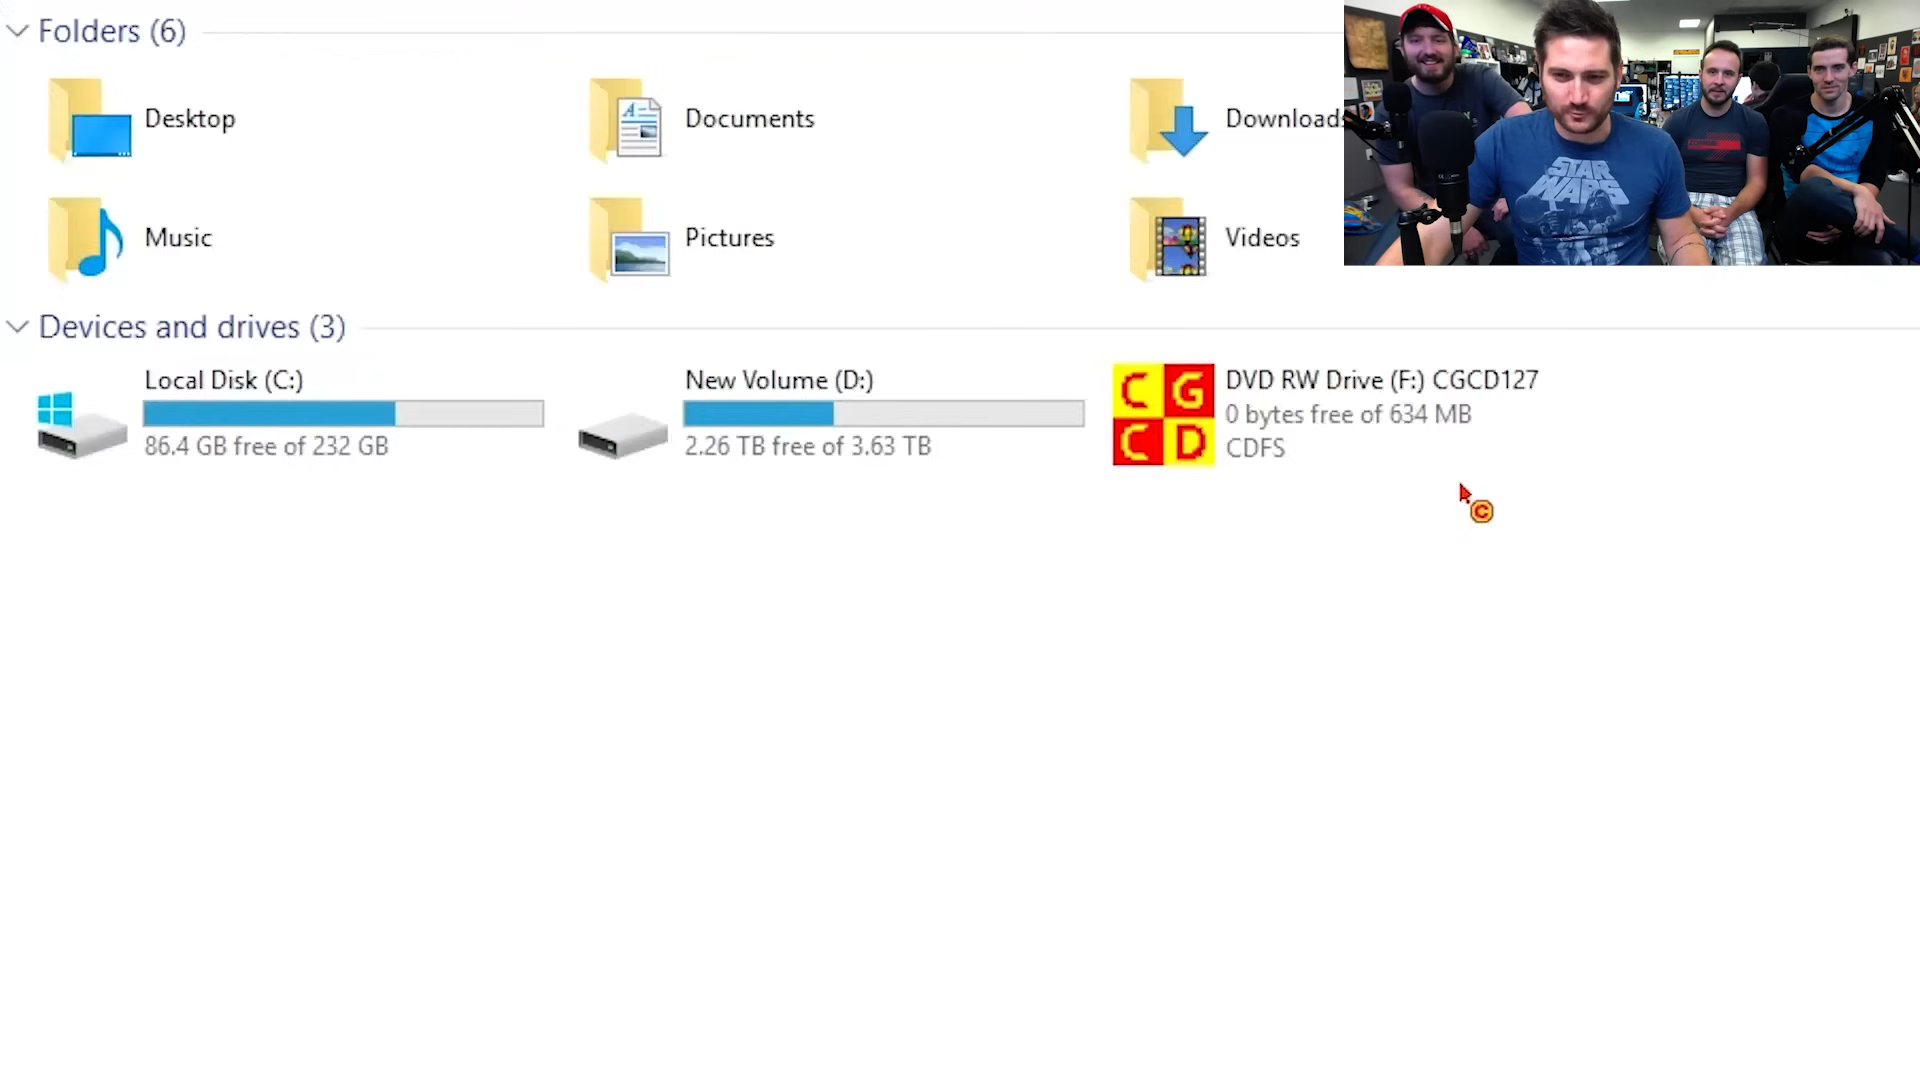 Folders (6)
Desktop
Documents
Downloads
Music
Pictures
Videos
Devices and drives (3)
Local Disk (C:)
86.4 GB free of 232 GB
New Volume (D:)
2.26 TB free of 3.63 TB
C G
C D
DVD RW Drive (F:) CGCD127
0 bytes free of 634 MB
CDFS
C
STAR
WARS